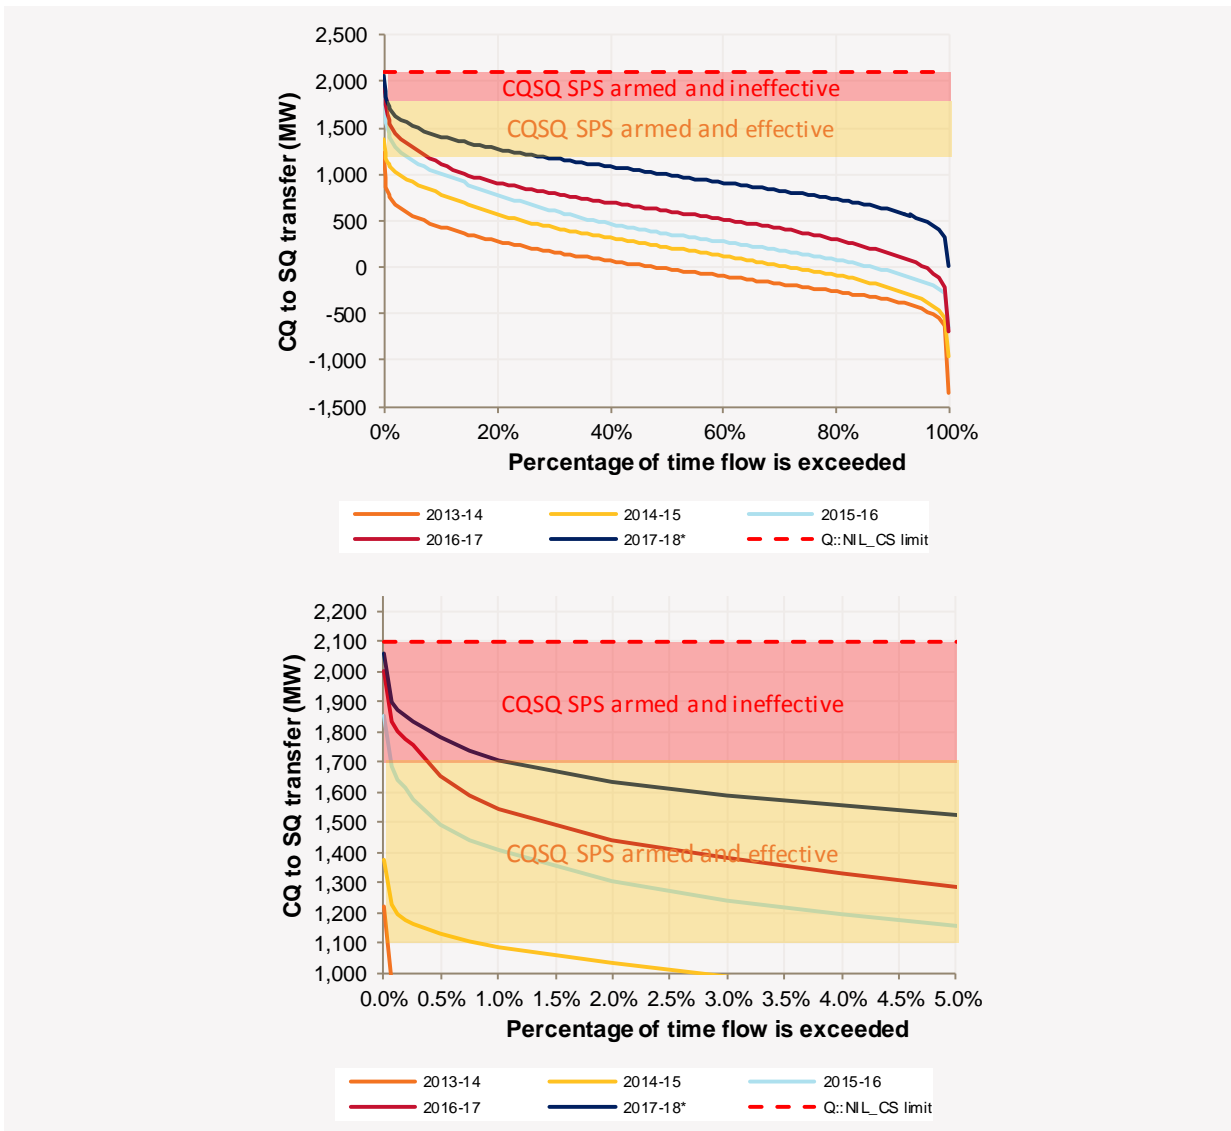 2,500
2,000
1,500
1,000
500
0
-500
-1,000
-1,500
CQ to SQ transfer (MW)
CQSQ SPS armed and ineffective
CQSQ SPS armed and effective
0% 20% 40% 60% 80% 100%
Percentage of time flow is exceeded
2013-14 2014-15 2015-16
2016-17 2017-18* Q::NIL_CS limit
2,200
2,100
2,000
1,900
1,800
1,700
1,600
1,500
1,400
1,300
1,200
1,100
1,000
CQ to SQ transfer (MW)
CQSQ SPS armed and ineffective
CQSQ SPS armed and effective
0.0% 0.5% 1.0% 1.5% 2.0% 2.5% 3.0% 3.5% 4.0% 4.5% 5.0%
Percentage of time flow is exceeded
2013-14 2014-15 2015-16
2016-17 2017-18* Q::NIL_CS limit